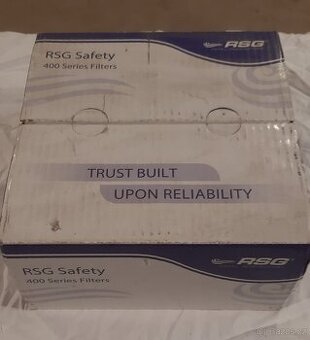 RSG Safety
400 Series Filters
RSG
TRUST BUILT
UPON RELIABILITY
RSG Safety
400 Series Filters
RSG